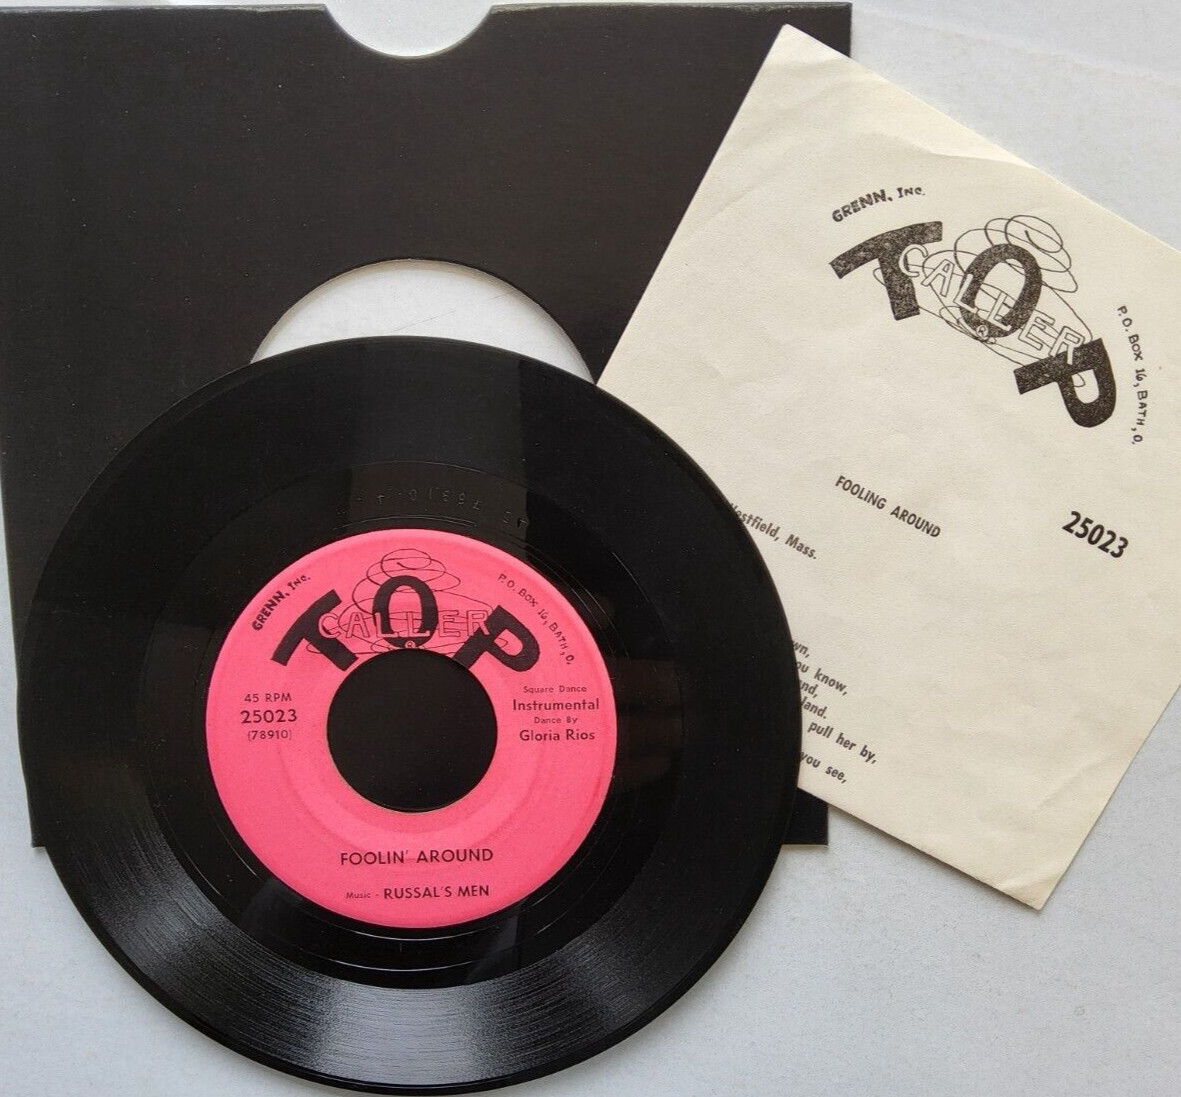 GRENN, INC.
TOP
CALLER
®
P.O. BOX 16, BATH, O.
FOOLING AROUND
25023
Westfield, Mass.
you know,
land.
pull her by,
you see,
GRENN, INC.
TOP
CALLER
®
P.O. BOX 16, BATH, O.
45 RPM
25023
(78910)
Square Dance
Instrumental
Dance By
Gloria Rios
FOOLIN' AROUND
Music - RUSSAL'S MEN